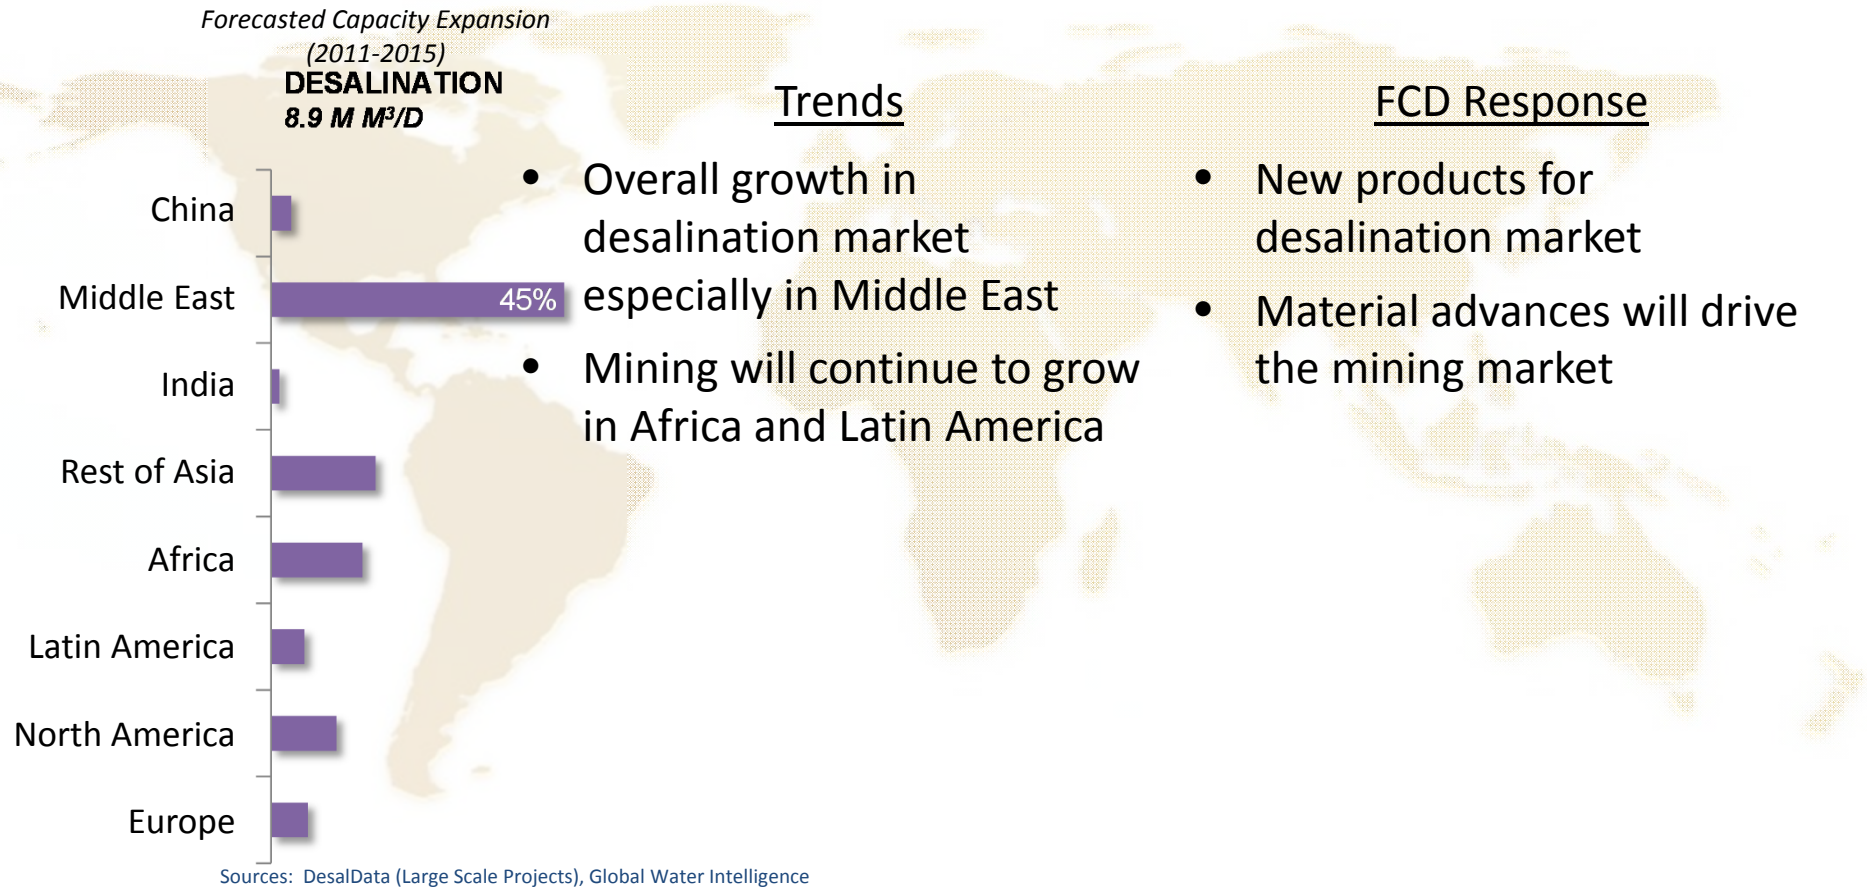 Forecasted Capacity Expansion
(2011-2015)
DESALINATION
8.9 M M³/D
China
Middle East
45%
India
Rest of Asia
Africa
Latin America
North America
Europe
Trends
• Overall growth in
desalination market
especially in Middle East
• Mining will continue to grow
in Africa and Latin America
FCD Response
• New products for
desalination market
• Material advances will drive
the mining market
Sources: DesalData (Large Scale Projects), Global Water Intelligence